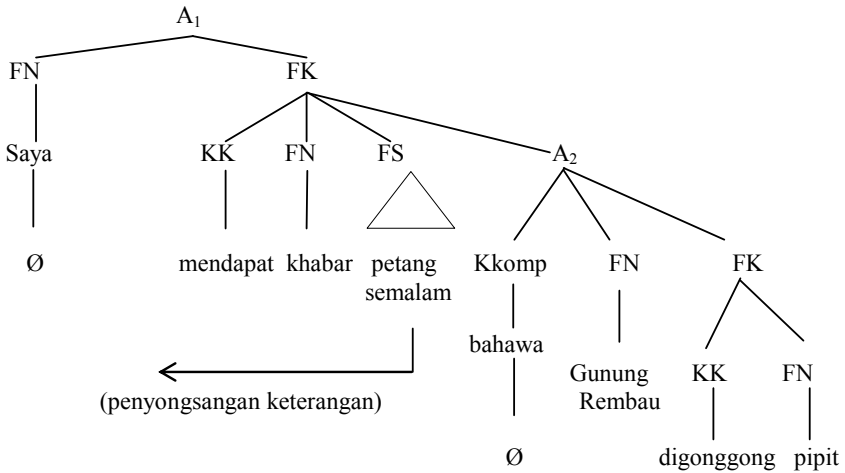 A₁
FN FK
Saya KK FN FS A₂
Ø mendapat khabar petang semalam Kkomp FN FK
bahawa
Gunung Rembau KK FN
(penyongsangan keterangan)
Ø digonggong pipit